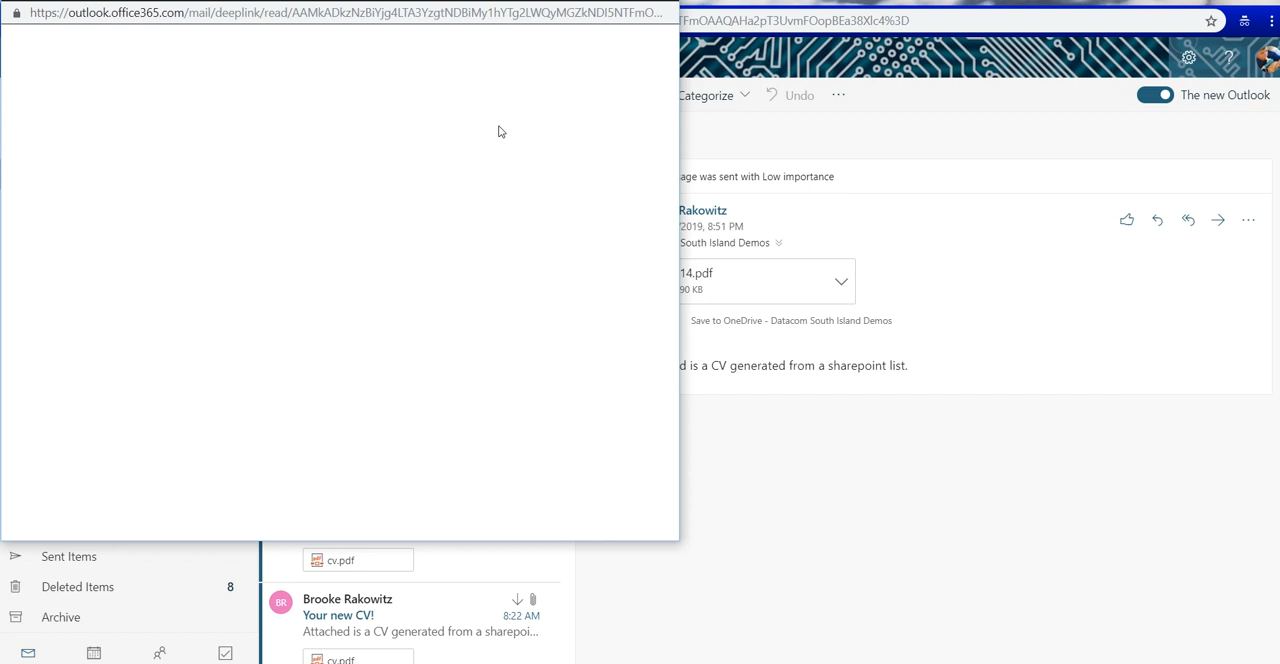 https://outlook.office365.com/mail/deeplink/read/AAMkADkzNzBiYjg4LTA3YzgtNDBiMy1hYTg2LWQyMGZkNDI5NTFmO...
TFmOAAQAHa2pT3UvmFOopBEa38Xlc4%3D
Categorize Undo ...
The new Outlook
age was sent with Low importance
Rakowitz
/2019, 8:51 PM
South Island Demos
14.pdf
90 KB
Save to OneDrive - Datacom South Island Demos
d is a CV generated from a sharepoint list.
Sent Items
Deleted Items 8
Archive
cv.pdf
BR
Brooke Rakowitz
Your new CV! 8:22 AM
Attached is a CV generated from a sharepoi...
cv.pdf